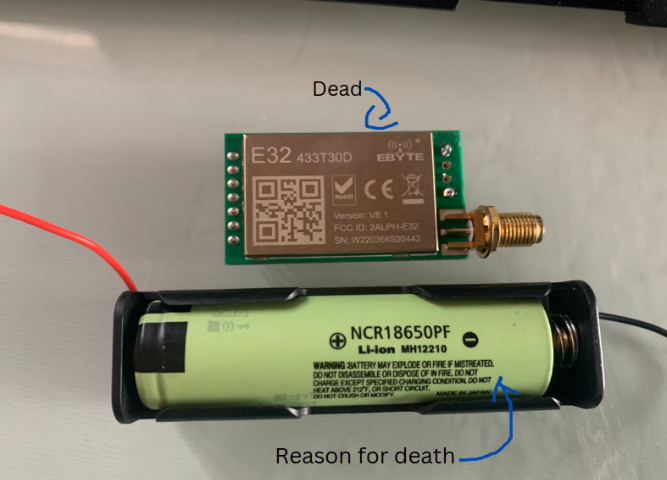 Dead
E32 433T30D
EBYTE
RoHS
Version: V8.1
FCC ID: 2ALPH-E32
SN: W220366S00442
NCR18650PF
Li-ion MH12210
WARNING:BATTERY MAY EXPLODE OR FIRE IF MISTREATED.
DO NOT DISASSEMBLE OR DISPOSE OF IN FIRE. DO NOT
CHARGE EXCEPT SPECIFIED CHARGING CONDITION. DO NOT
HEAT ABOVE 212°F, OR SHORT CIRCUIT.
DO NOT CRUSH OR MODIFY. MADE IN JAPAN
Reason for death